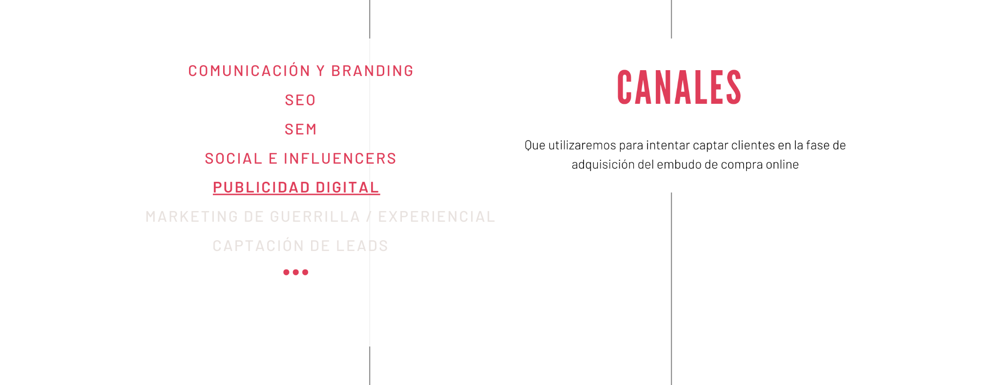 COMUNICACIÓN Y BRANDING
SEO
SEM
SOCIAL E INFLUENCERS
PUBLICIDAD DIGITAL
MARKETING DE GUERRILLA / EXPERIENCIAL
CAPTACIÓN DE LEADS
•••
CANALES
Que utilizaremos para intentar captar clientes en la fase de
adquisición del embudo de compra online